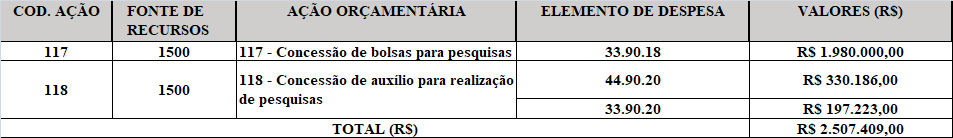 COD. AÇÃO FONTE DE RECURSOS AÇÃO ORÇAMENTÁRIA ELEMENTO DE DESPESA VALORES (R$)
117 1500 117 - Concessão de bolsas para pesquisas 33.90.18 R$ 1.980.000,00
118 1500 118 - Concessão de auxílio para realização de pesquisas 44.90.20 R$ 330.186,00
33.90.20 R$ 197.223,00
TOTAL (R$) R$ 2.507.409,00